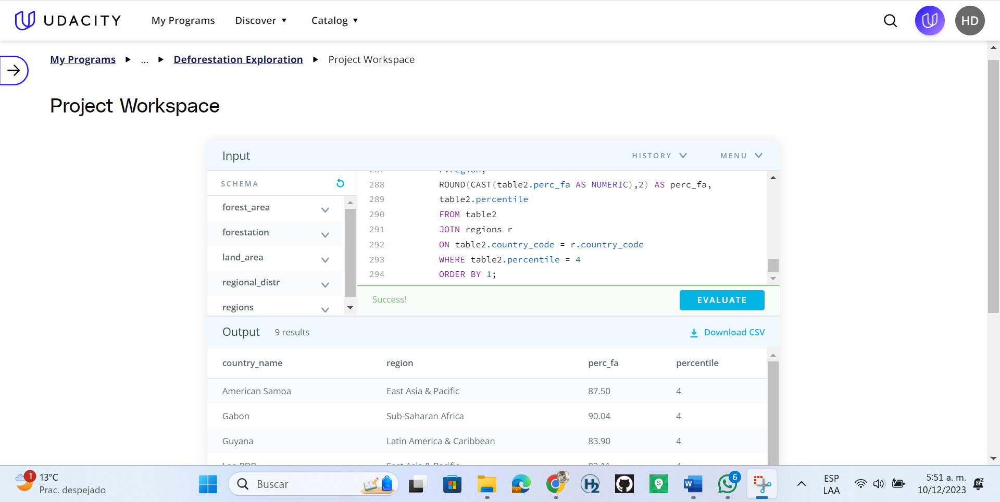 UDACITY
My Programs
Discover ▼
Catalog ▼
HD
My Programs ▶ ... ▶ Deforestation Exploration ▶ Project Workspace
Project Workspace
Input
HISTORY
MENU
SCHEMA
forest_area
forestation
land_area
regional_distr
regions
287 r.region,
288 ROUND(CAST(table2.perc_fa AS NUMERIC),2) AS perc_fa,
289 table2.percentile
290 FROM table2
291 JOIN regions r
292 ON table2.country_code = r.country_code
293 WHERE table2.percentile = 4
294 ORDER BY 1;
Success!
EVALUATE
Output 9 results
Download CSV
country_name region perc_fa percentile
American Samoa East Asia & Pacific 87.50 4
Gabon Sub-Saharan Africa 90.04 4
Guyana Latin America & Caribbean 83.90 4
Lao PDR East Asia & Pacific 82.11 4
1
13°C
Prac. despejado
Buscar
H2
S
W
6
ESP
LAA
5:51 a. m.
10/12/2023